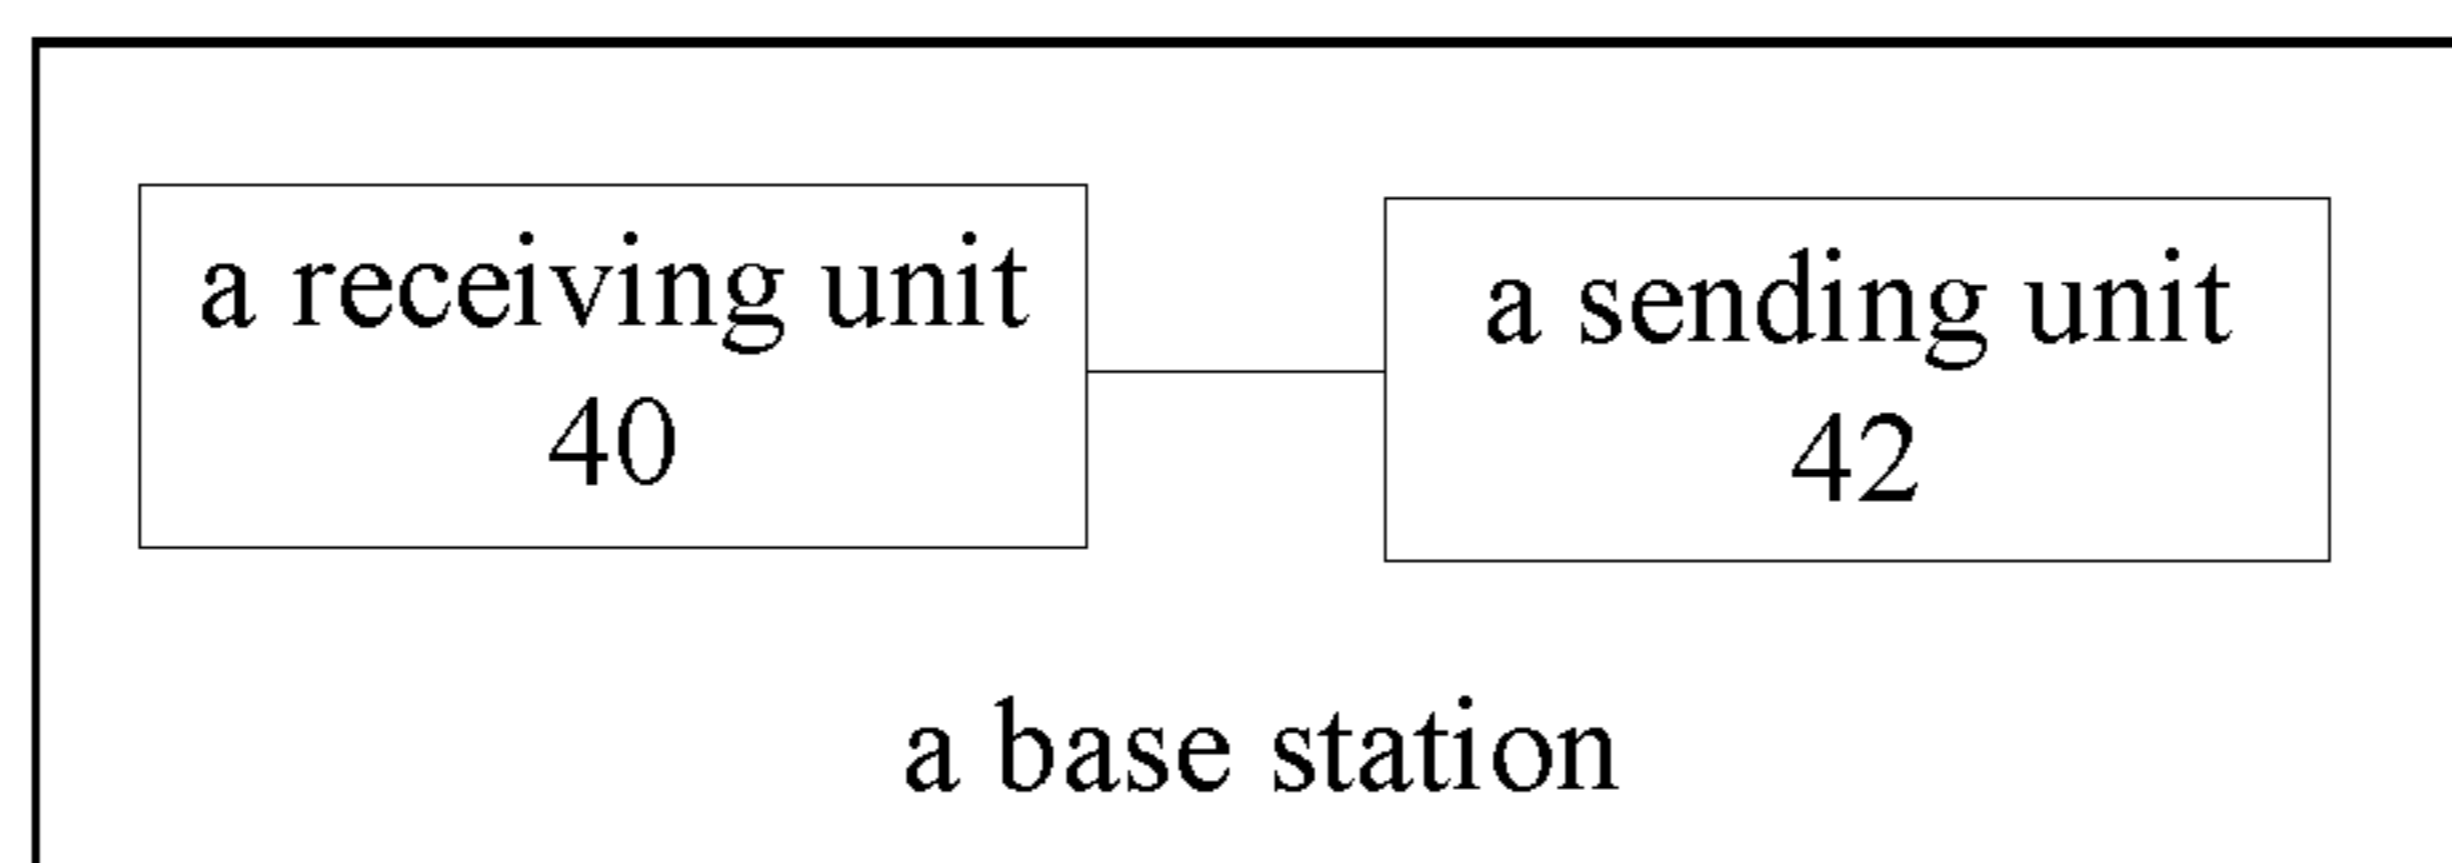 a receiving unit
40
a sending unit
42
a base station